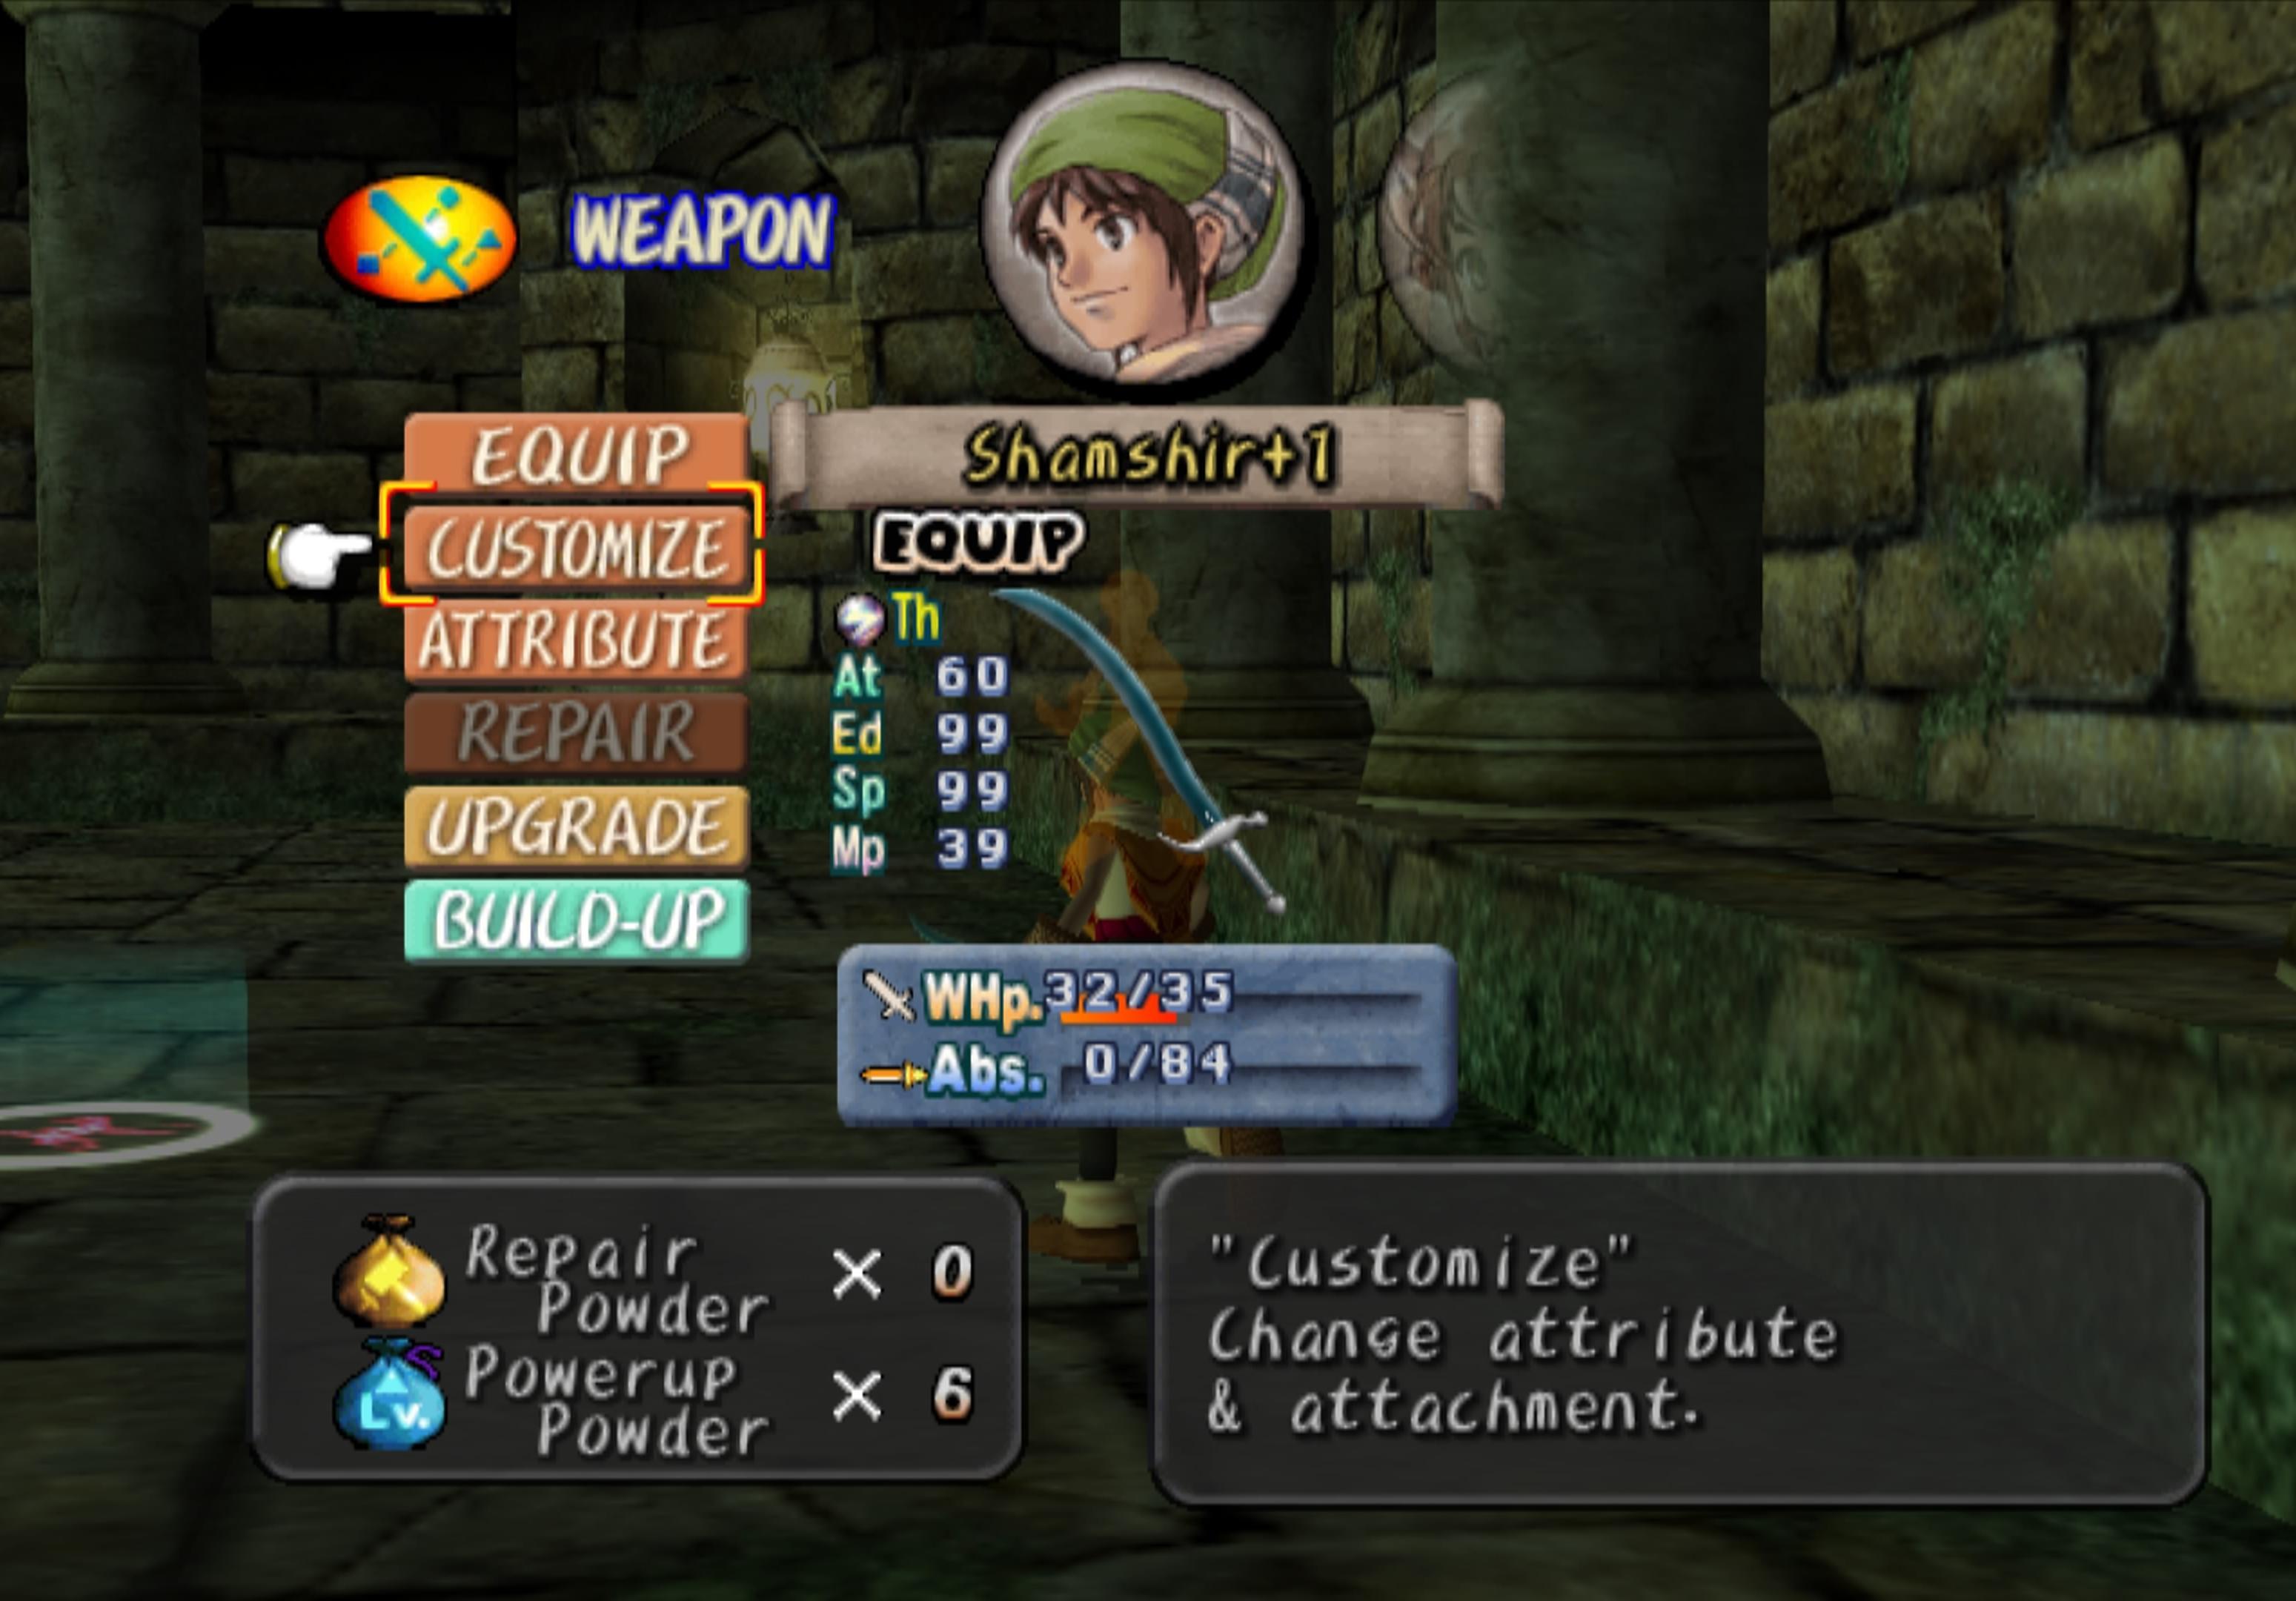 WEAPON
EQUIP
CUSTOMIZE
ATTRIBUTE
REPAIR
UPGRADE
BUILD-UP
Shamshir+1
EQUIP
Th
At 60
Ed 99
Sp 99
Mp 39
WHp. 32/35
Abs. 0/84
Repair
Powder × 0
Lv.
Powerup
Powder × 6
"Customize"
Change attribute
& attachment.